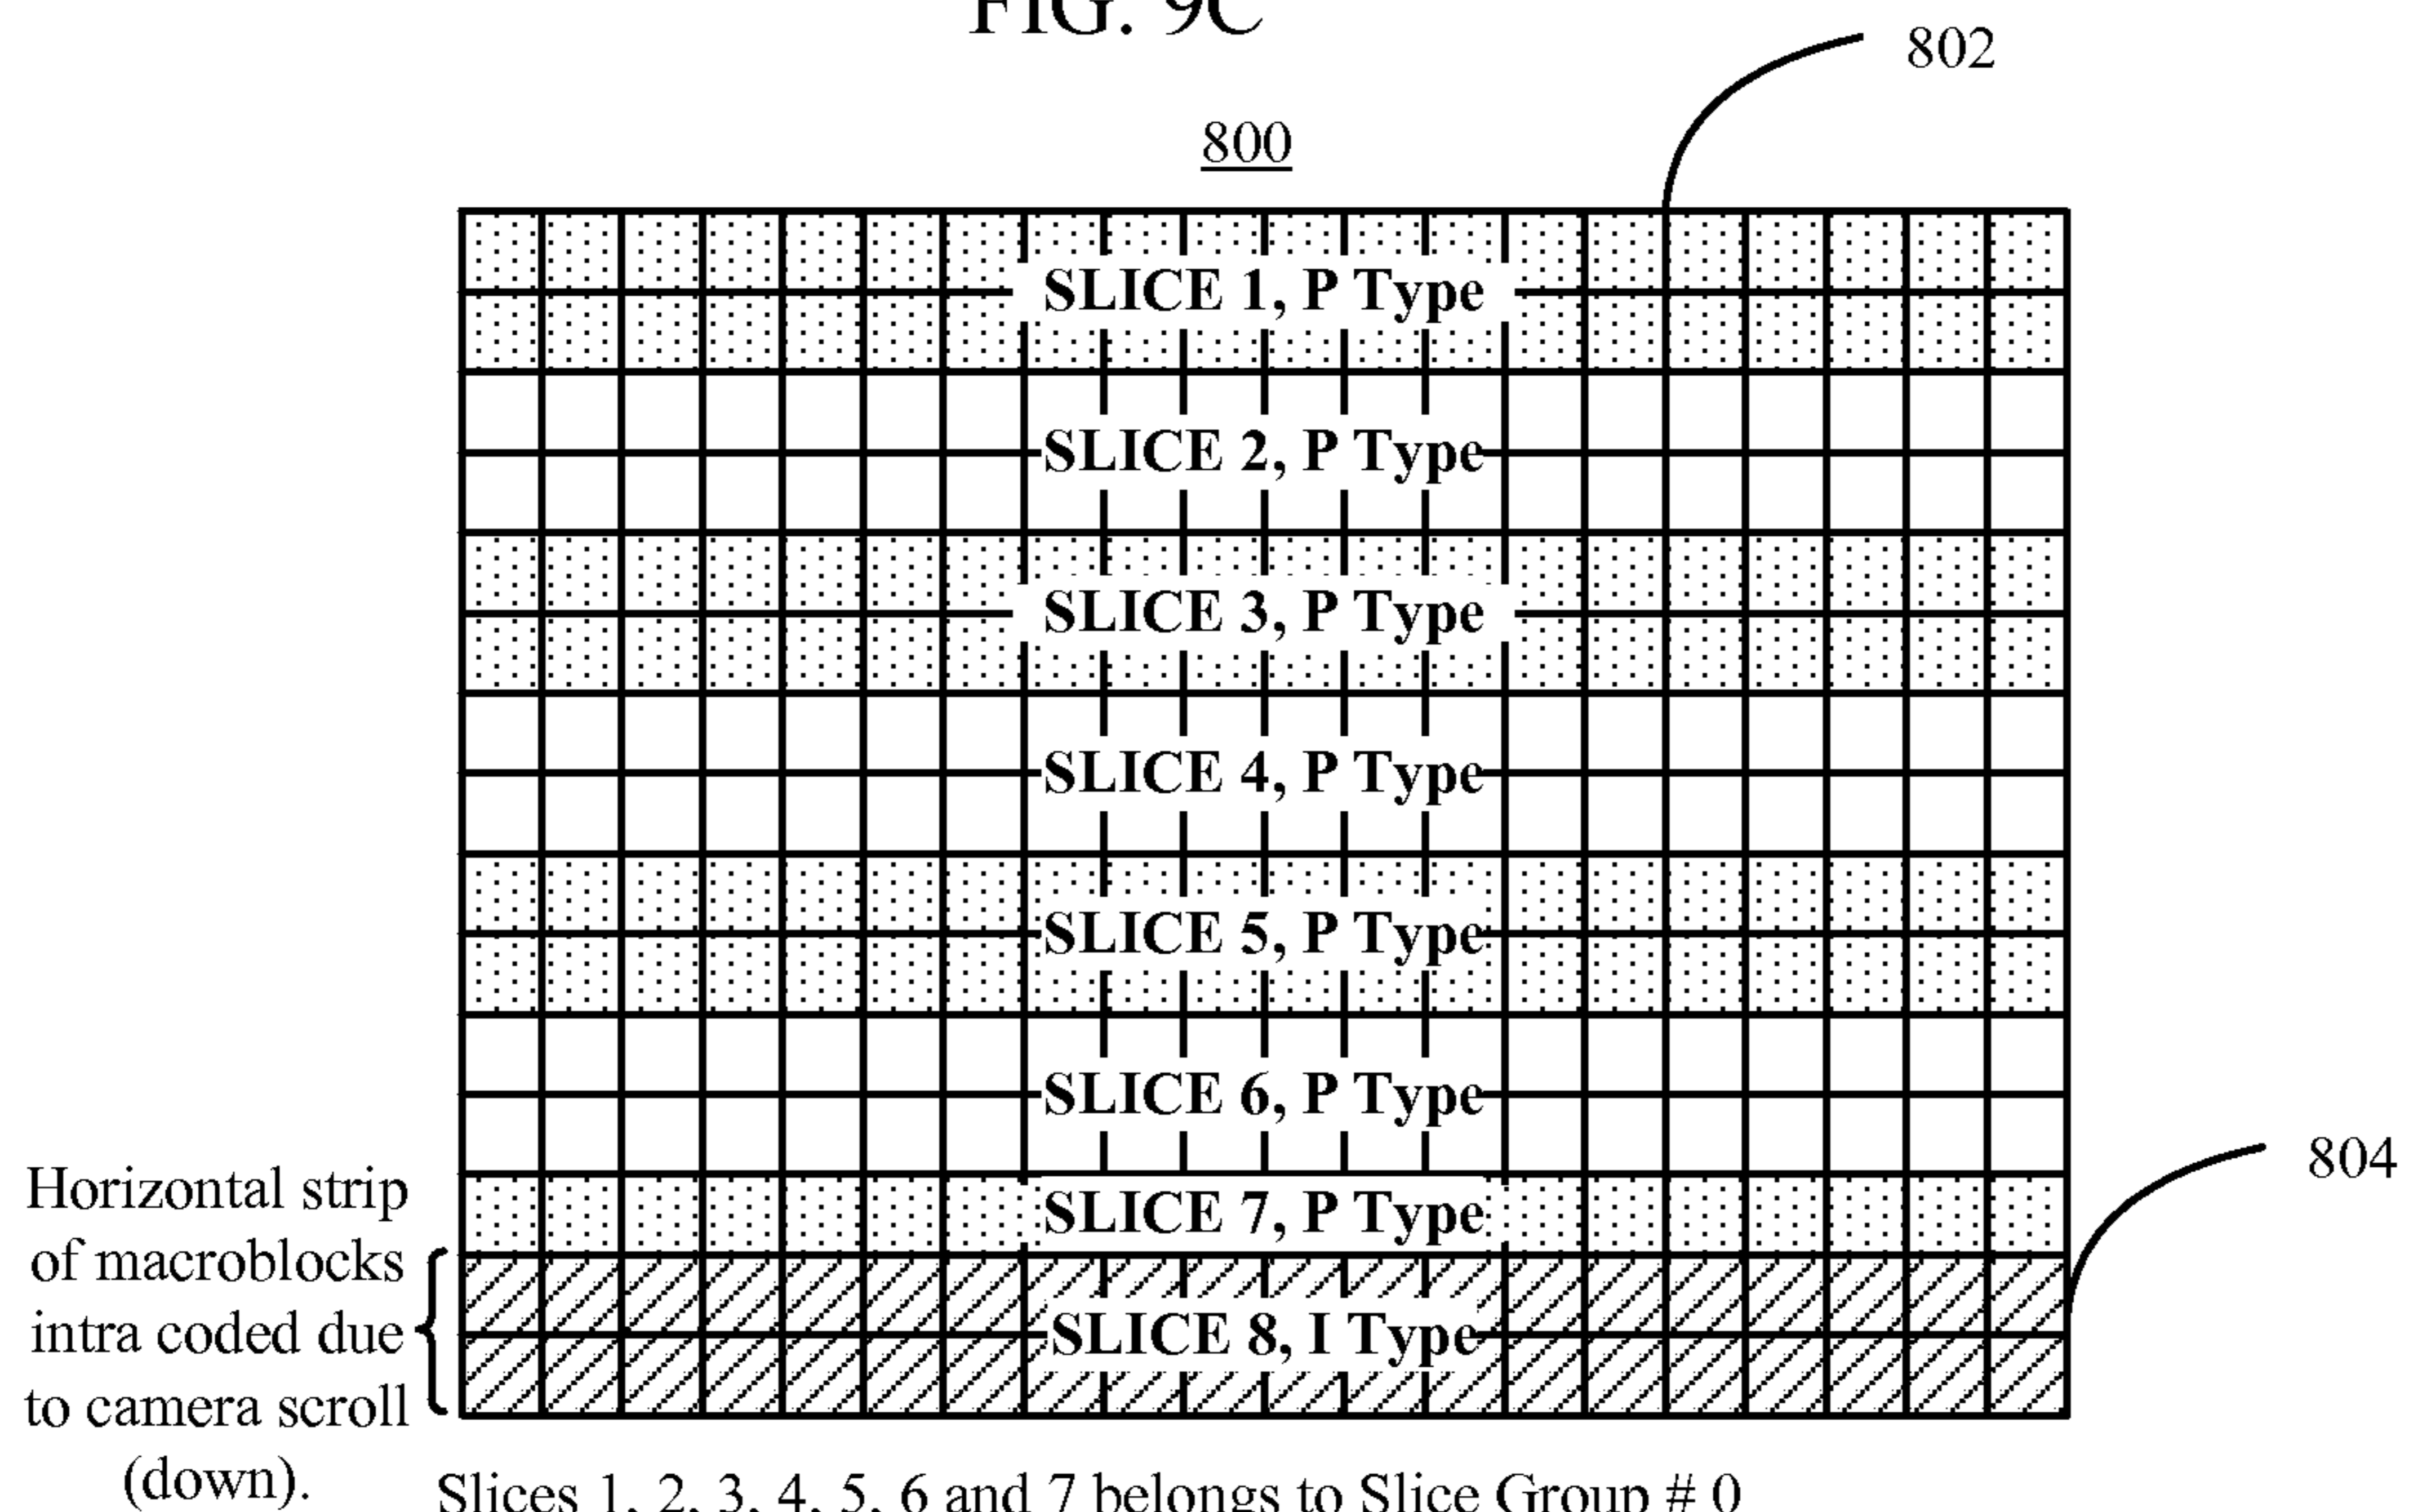 FIG. 9C
802
800
SLICE 1, P Type
SLICE 2, P Type
SLICE 3, P Type
SLICE 4, P Type
SLICE 5, P Type
SLICE 6, P Type
804
SLICE 7, P Type
SLICE 8, I Type
Horizontal strip
of macroblocks
intra coded due
to camera scroll
(down).
Slices 1, 2, 3, 4, 5, 6 and 7 belongs to Slice Group # 0